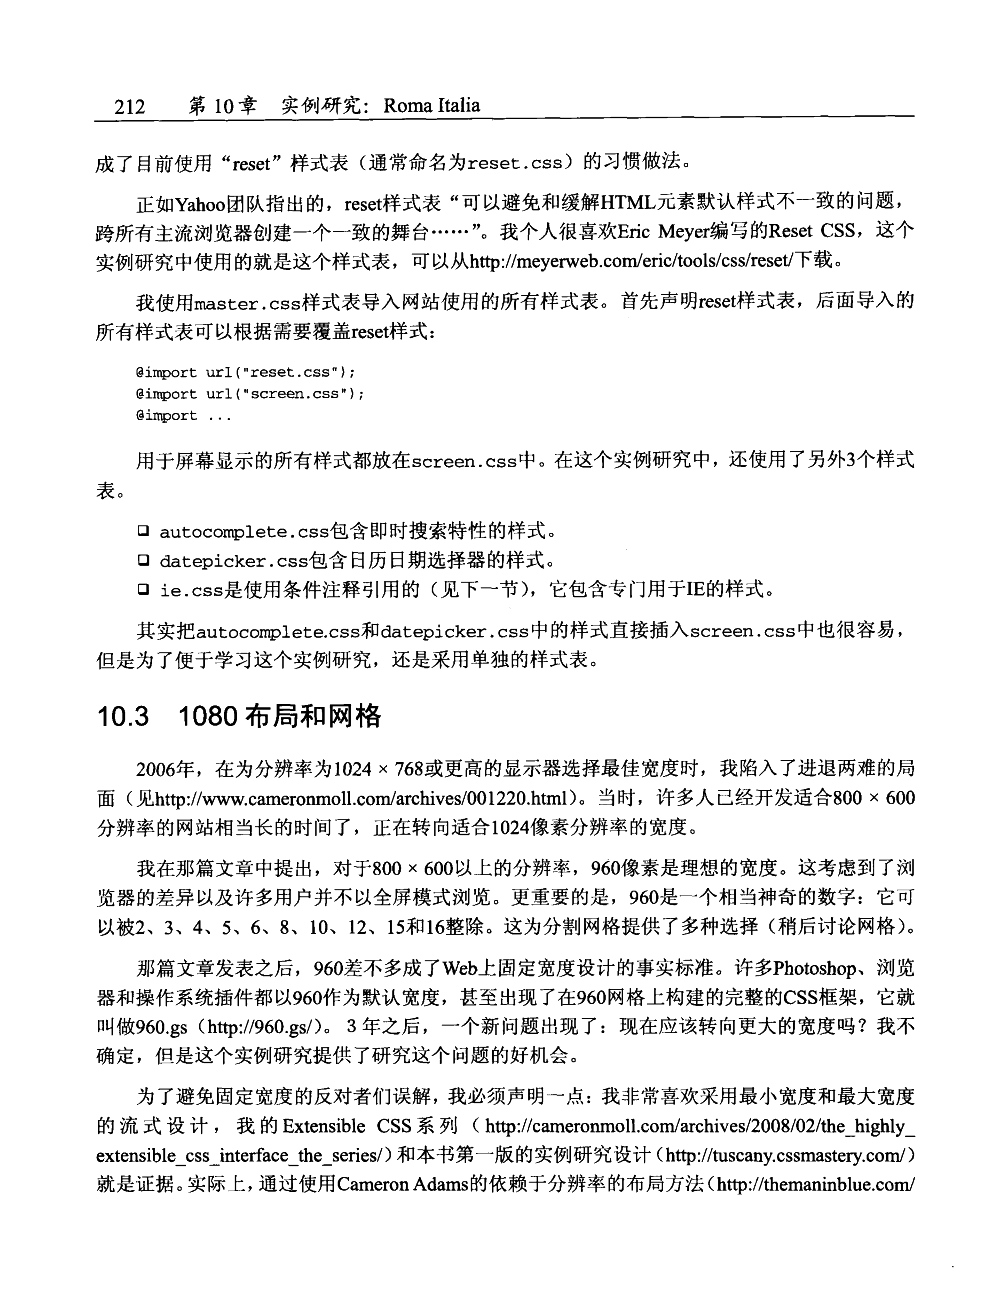 212 第 10 章 实例研究：Roma Italia
成了目前使用“reset”样式表（通常命名为reset.css）的习惯做法。
正如Yahoo团队指出的，reset样式表“可以避免和缓解HTML元素默认样式不一致的问题，
跨所有主流浏览器创建一个一致的舞台……”。我个人很喜欢Eric Meyer编写的Reset CSS，这个
实例研究中使用的就是这个样式表，可以从http://meyerweb.com/eric/tools/css/reset/下载。
我使用master.css样式表导入网站使用的所有样式表。首先声明reset样式表，后面导入的
所有样式表可以根据需要覆盖reset样式：
@import url("reset.css");
@import url("screen.css");
@import ...
用于屏幕显示的所有样式都放在screen.css中。在这个实例研究中，还使用了另外3个样式
表。
❑ autocomplete.css包含即时搜索特性的样式。
❑ datepicker.css包含日历日期选择器的样式。
❑ ie.css是使用条件注释引用的（见下一节），它包含专门用于IE的样式。
其实把autocomplete.css和datepicker.css中的样式直接插入screen.css中也很容易，
但是为了便于学习这个实例研究，还是采用单独的样式表。
10.3 1080 布局和网格
2006年，在为分辨率为1024 × 768或更高的显示器选择最佳宽度时，我陷入了进退两难的局
面（见http://www.cameronmoll.com/archives/001220.html）。当时，许多人已经开发适合800 × 600
分辨率的网站相当长的时间了，正在转向适合1024像素分辨率的宽度。
我在那篇文章中提出，对于800 × 600以上的分辨率，960像素是理想的宽度。这考虑到了浏
览器的差异以及许多用户并不以全屏模式浏览。更重要的是，960是一个相当神奇的数字：它可
以被2、3、4、5、6、8、10、12、15和16整除。这为分割网格提供了多种选择（稍后讨论网格）。
那篇文章发表之后，960差不多成了Web上固定宽度设计的事实标准。许多Photoshop、浏览
器和操作系统插件都以960作为默认宽度，甚至出现了在960网格上构建的完整的CSS框架，它就
叫做960.gs（http://960.gs/）。3 年之后，一个新问题出现了：现在应该转向更大的宽度吗？我不
确定，但是这个实例研究提供了研究这个问题的好机会。
为了避免固定宽度的反对者们误解，我必须声明一点：我非常喜欢采用最小宽度和最大宽度
的流式设计，我的Extensible CSS系列（http://cameronmoll.com/archives/2008/02/the_highly_
extensible_css_interface_the_series/）和本书第一版的实例研究设计（http://tuscany.cssmastery.com/）
就是证据。实际上，通过使用Cameron Adams的依赖于分辨率的布局方法（http://themaninblue.com/